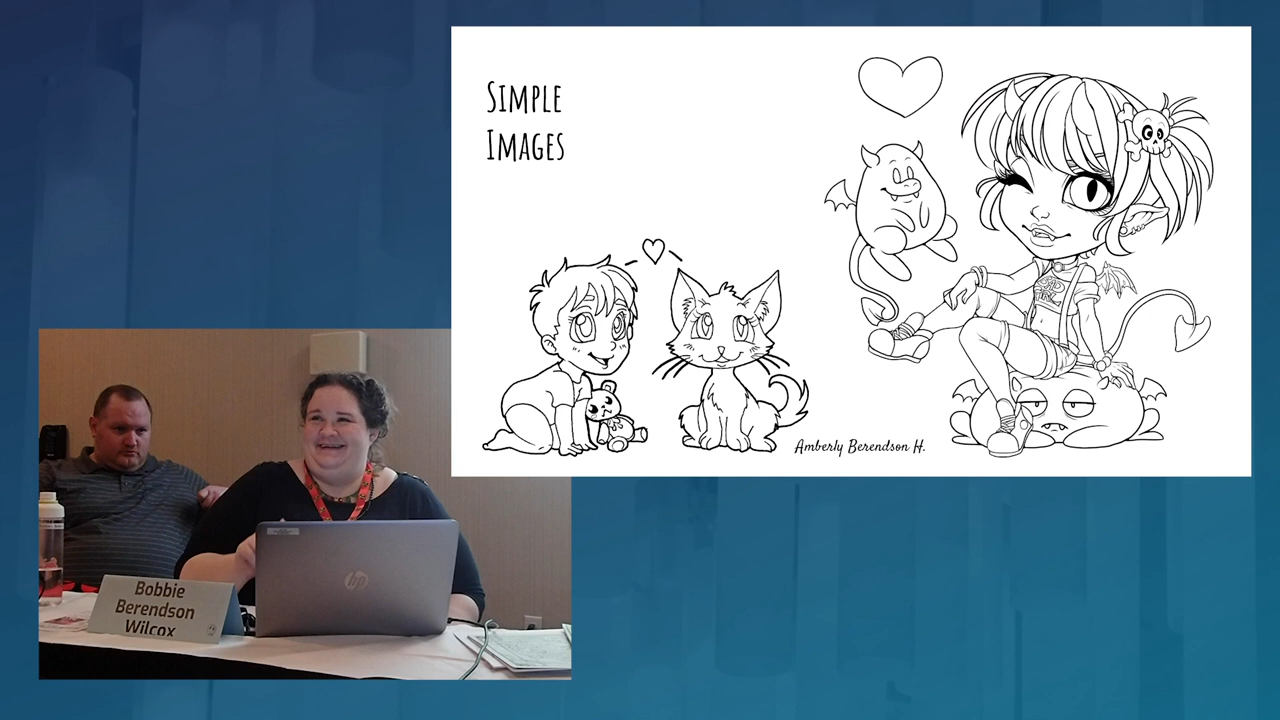 Simple
Images
Amberly Berendson H.
Bobbie
Berendson
Wilcox
hp